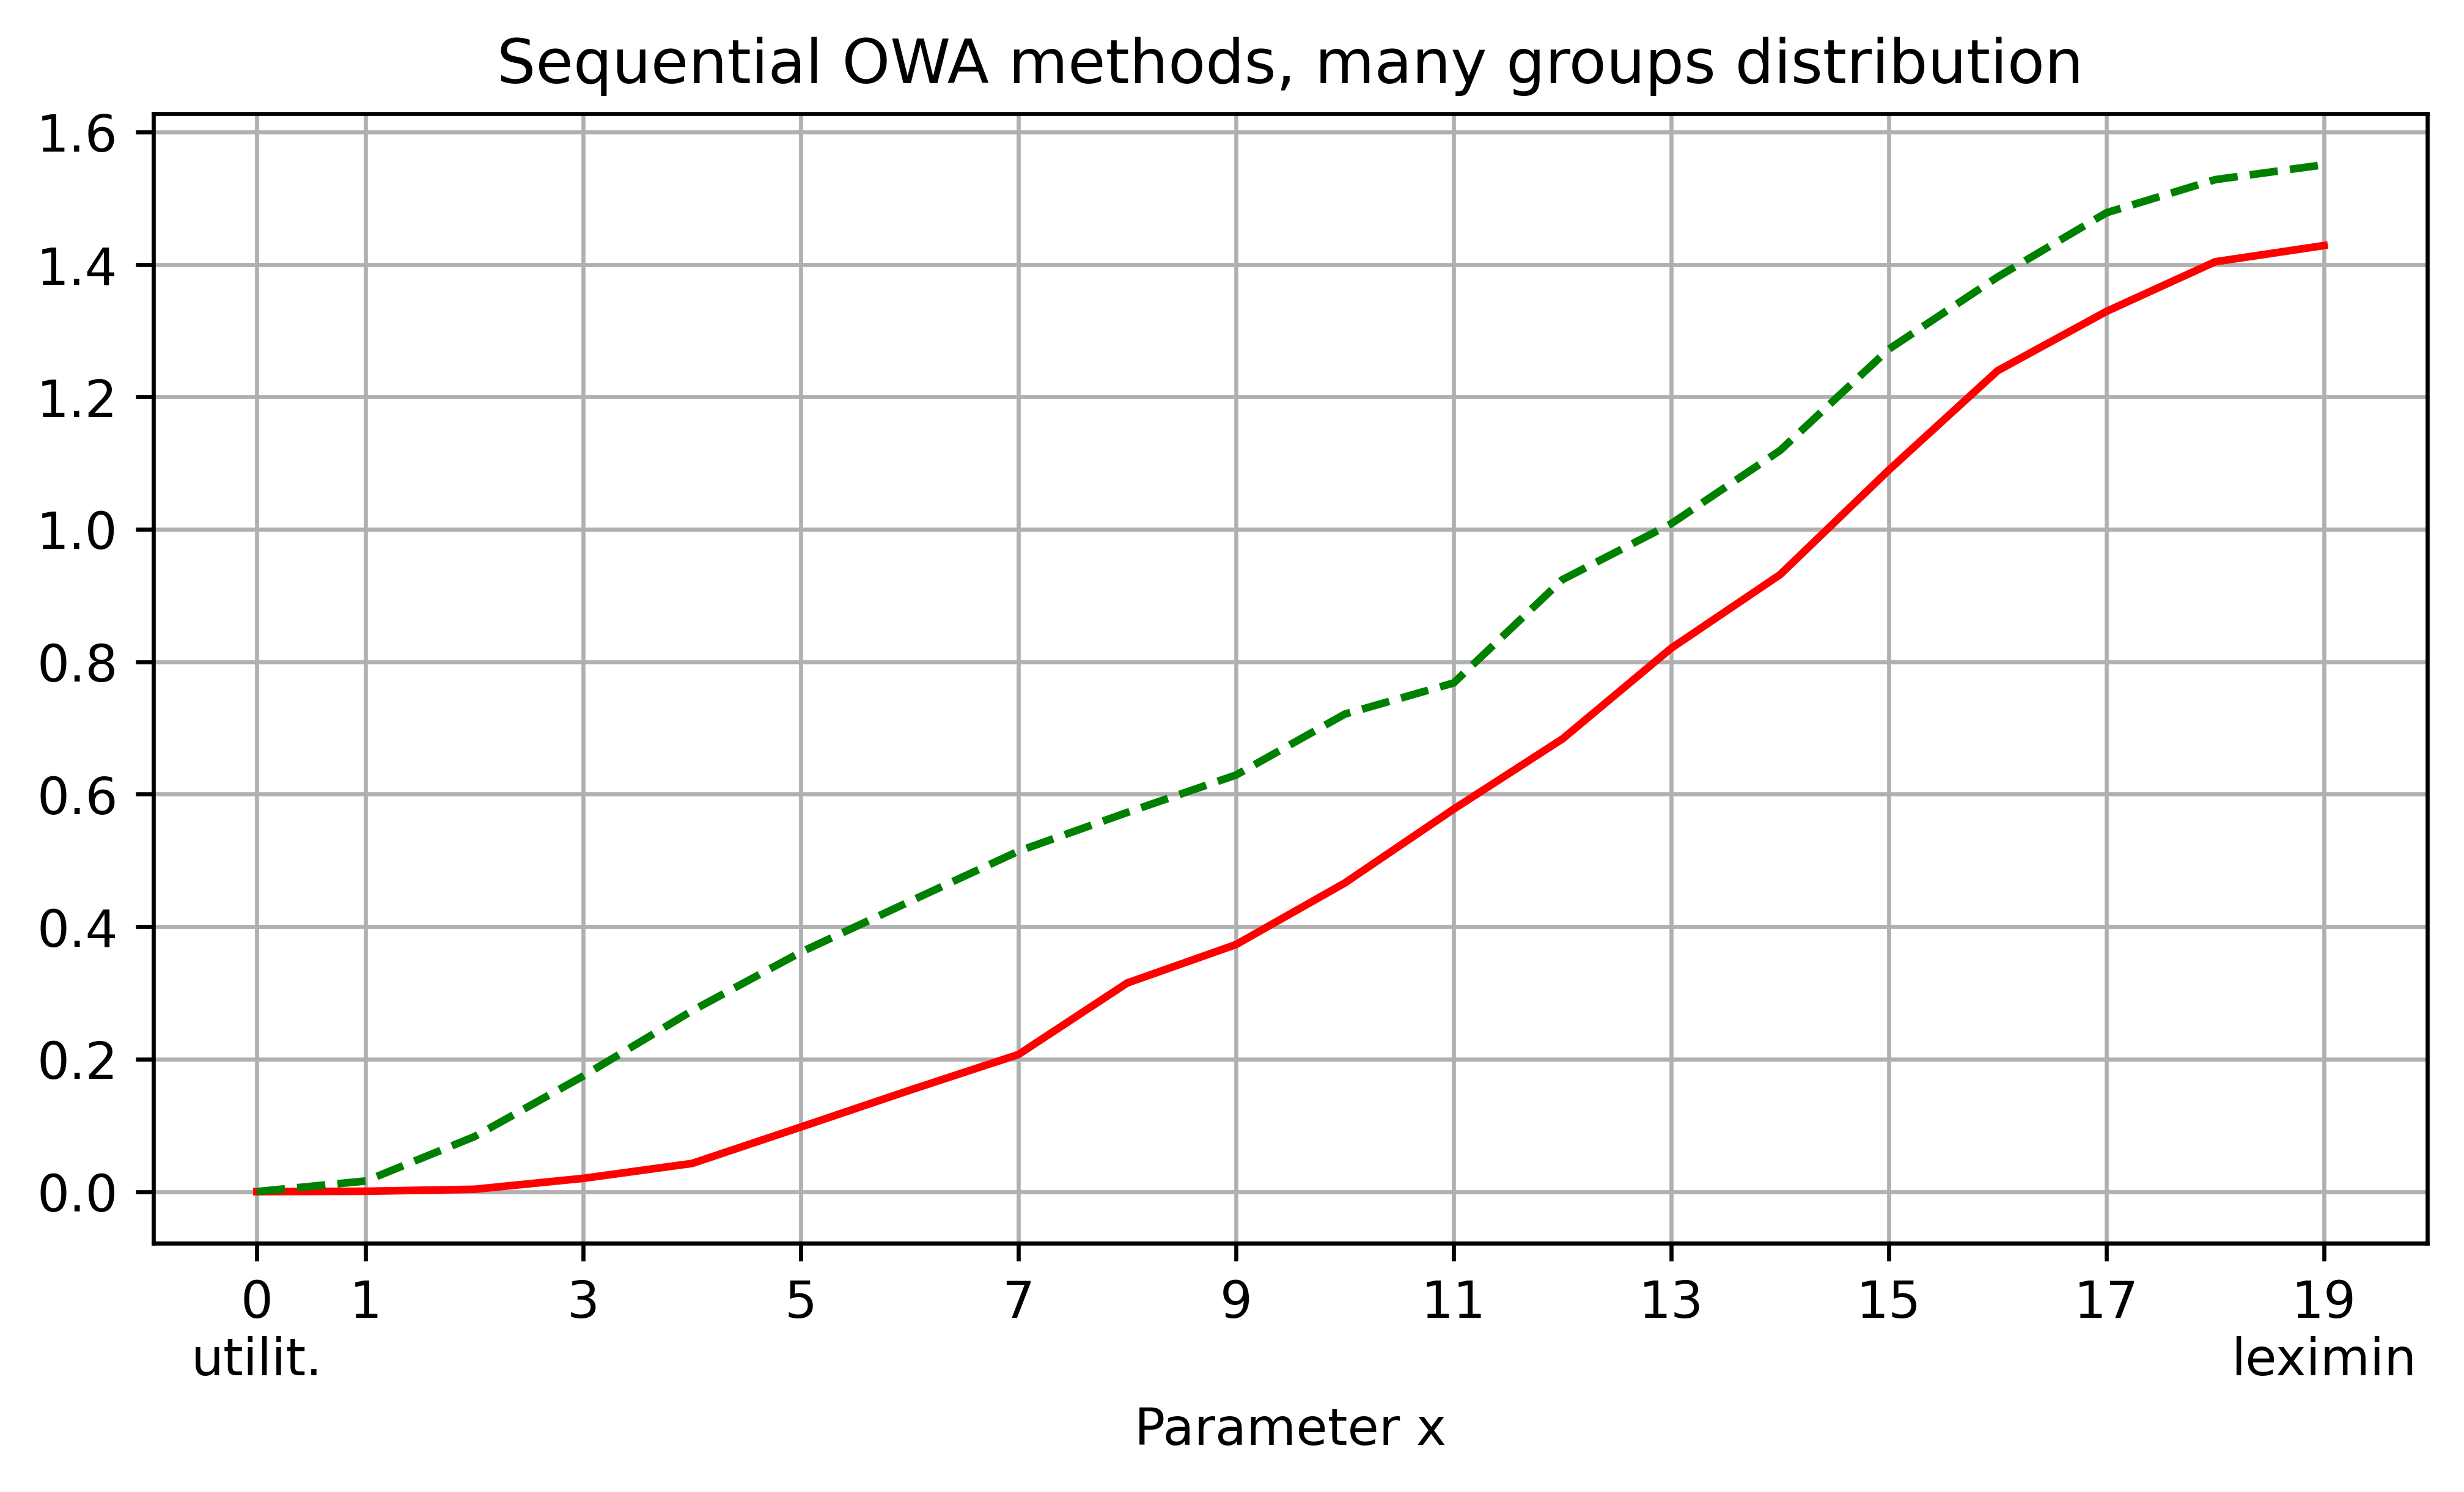 Sequential OWA methods, many groups distribution
1.6
1.4
1.2
1.0
0.8
0.6
0.4
0.2
0.0
0 1 3 5 7 9 11 13 15 17 19
utilit. leximin
Parameter x